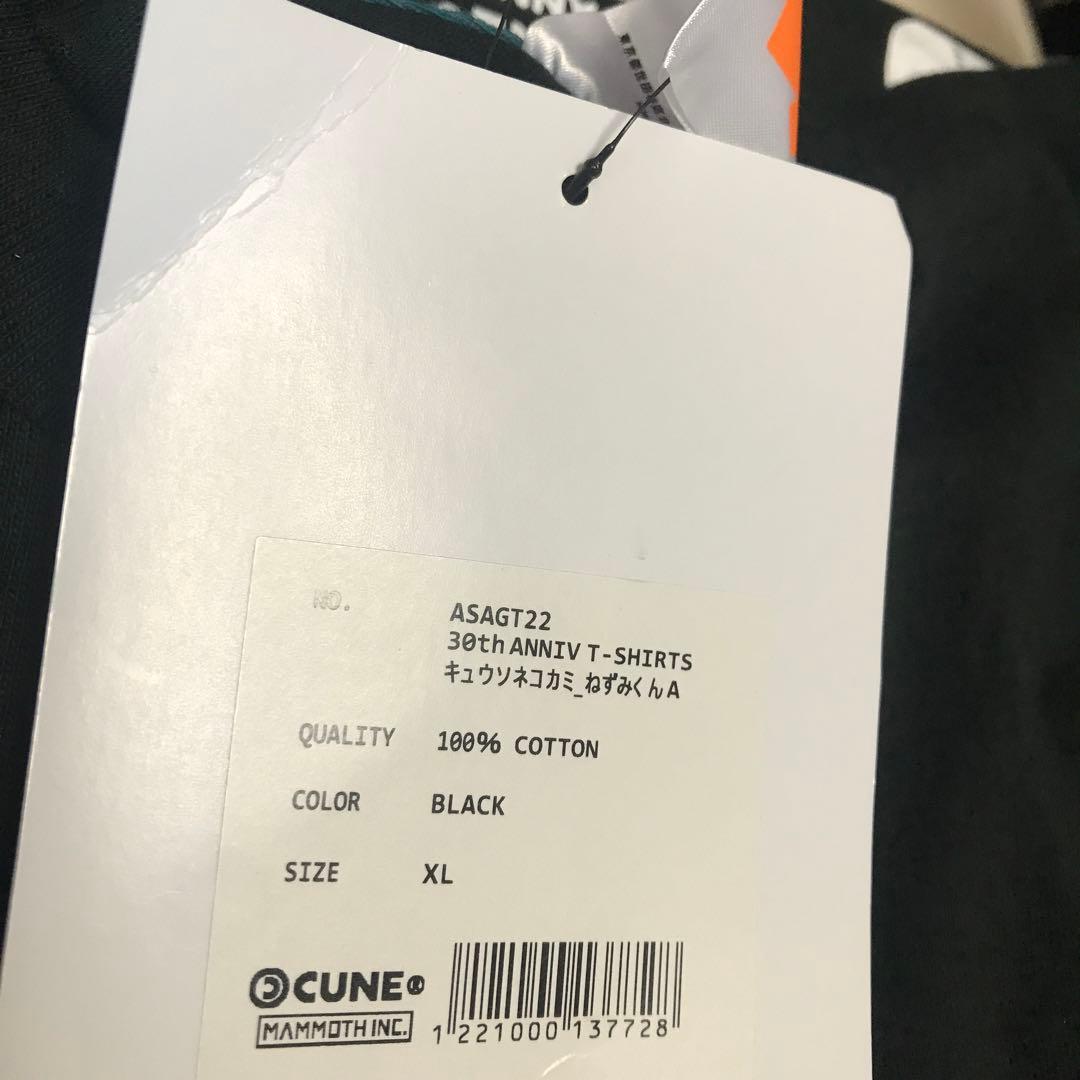 NO. ASAGT22
30th ANNIV T-SHIRTS
キュウソネコカミ_ねずみくんA
QUALITY 100% COTTON
COLOR BLACK
SIZE XL
CUNE®
MAMMOTH INC.
1 221000 137728